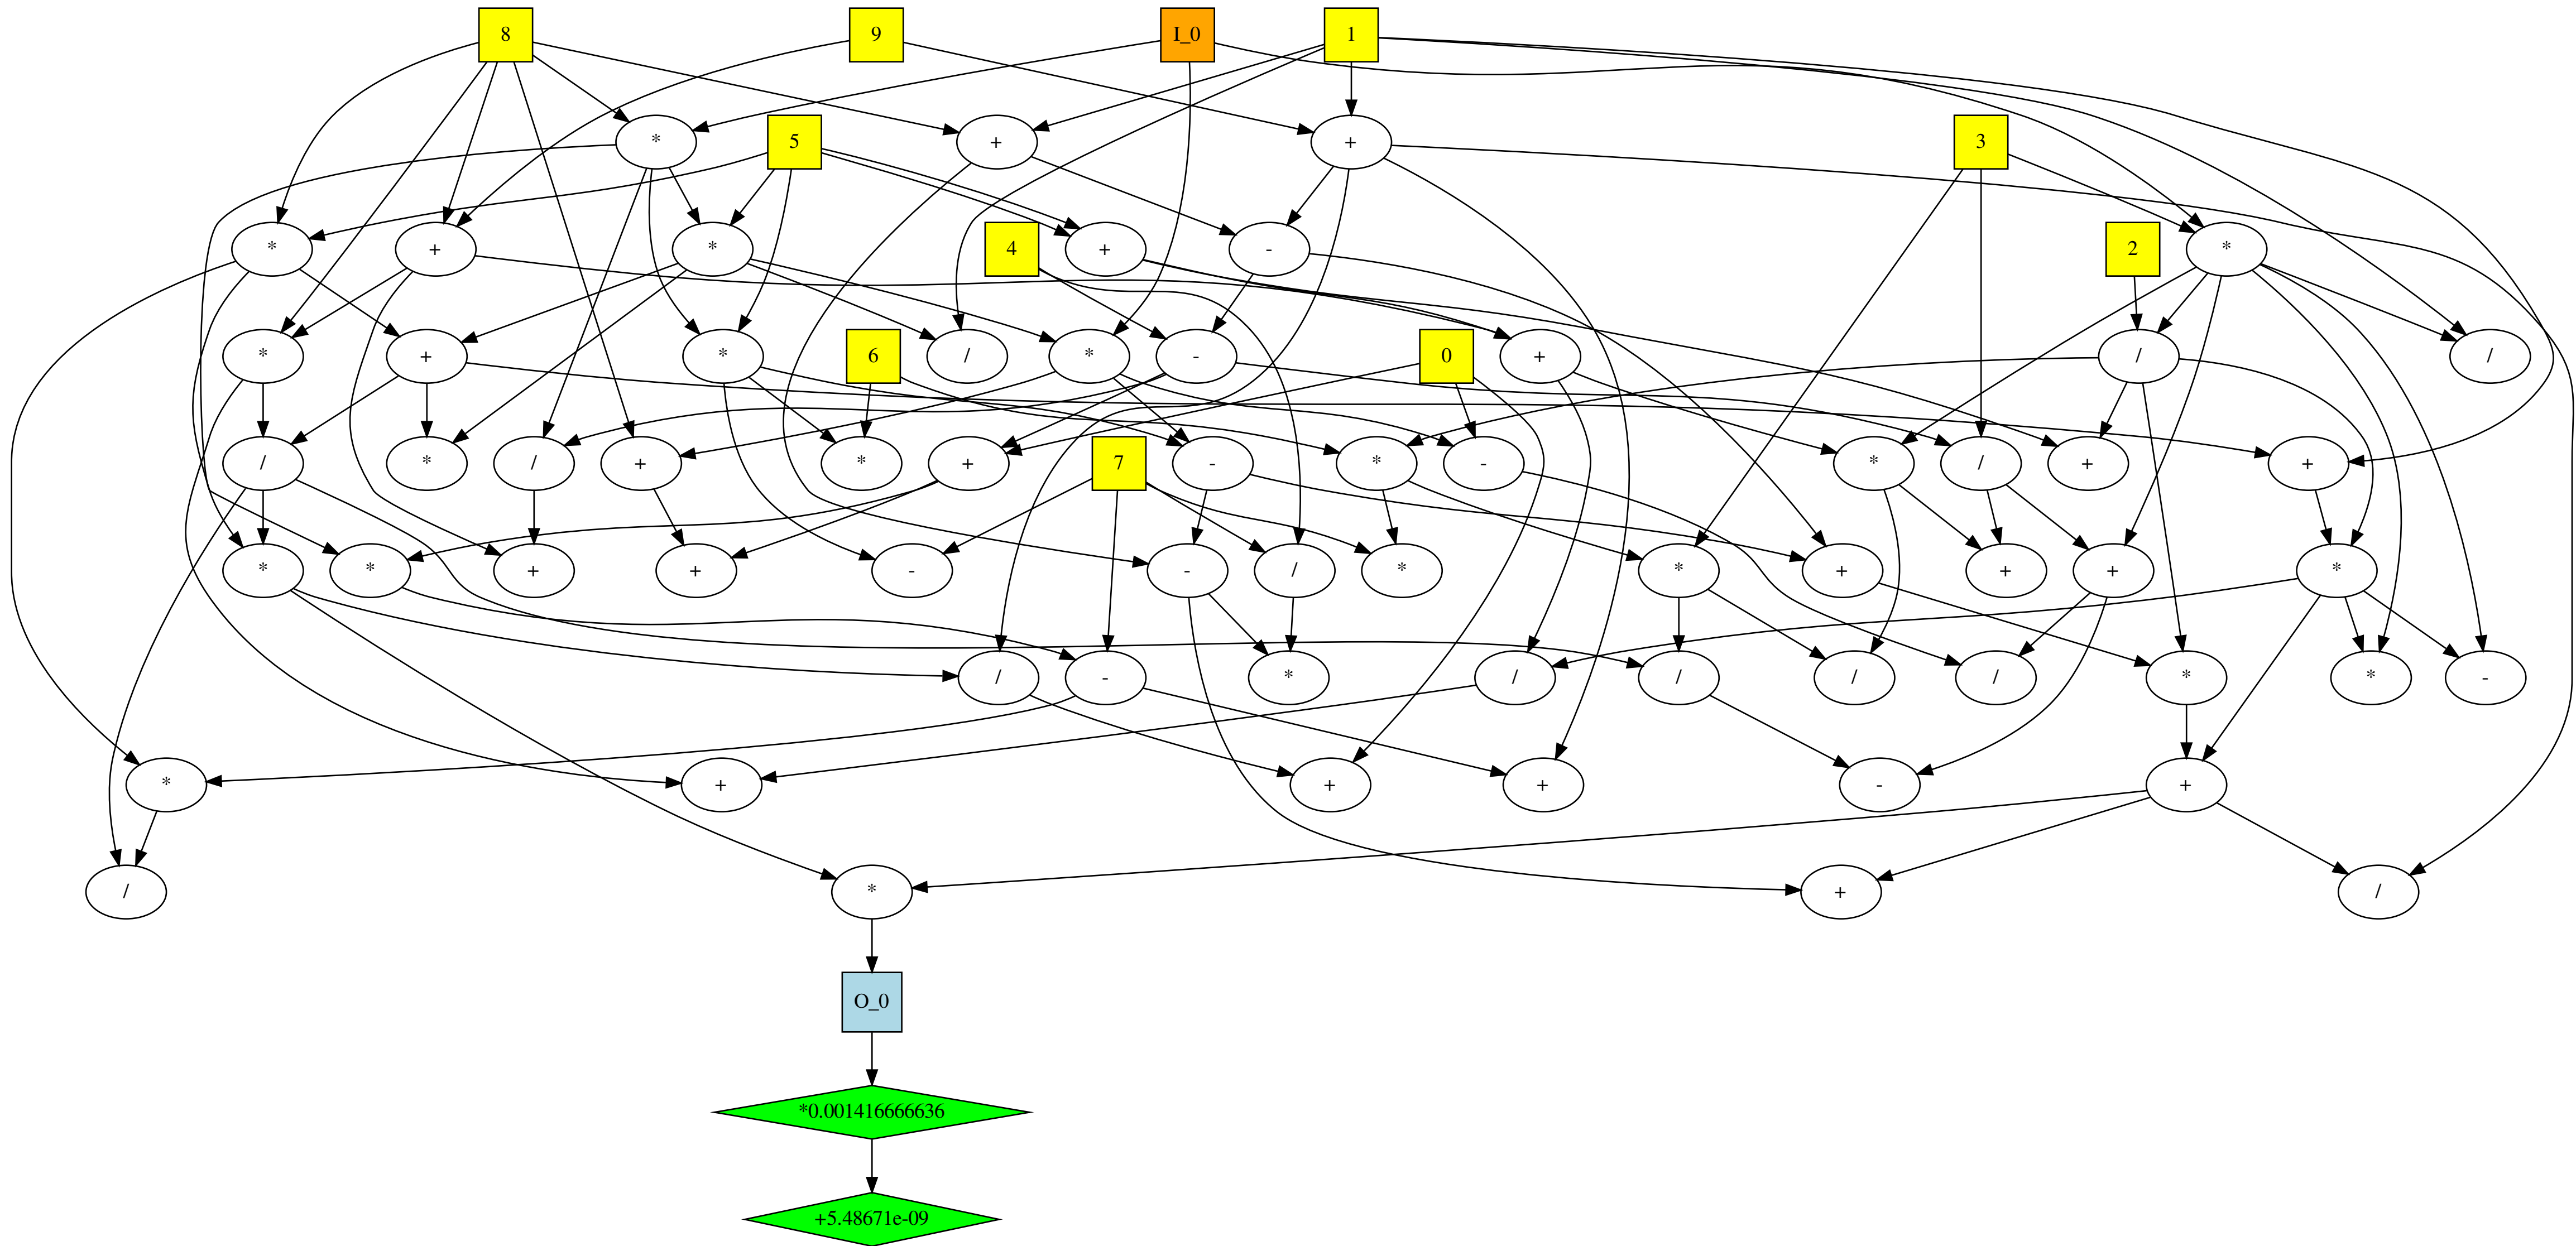 8 9 I_0 1
* 5 + + 3
* + * 4 + - 2 *
* + * 6 / * - 0 + / /
/ * / + * + 7 - * - * / + +
* * + + - - / * * + + + *
/ - * / / / / * * -
* + + + - +
/ * + /
O_0
*0.001416666636
+5.48671e-09